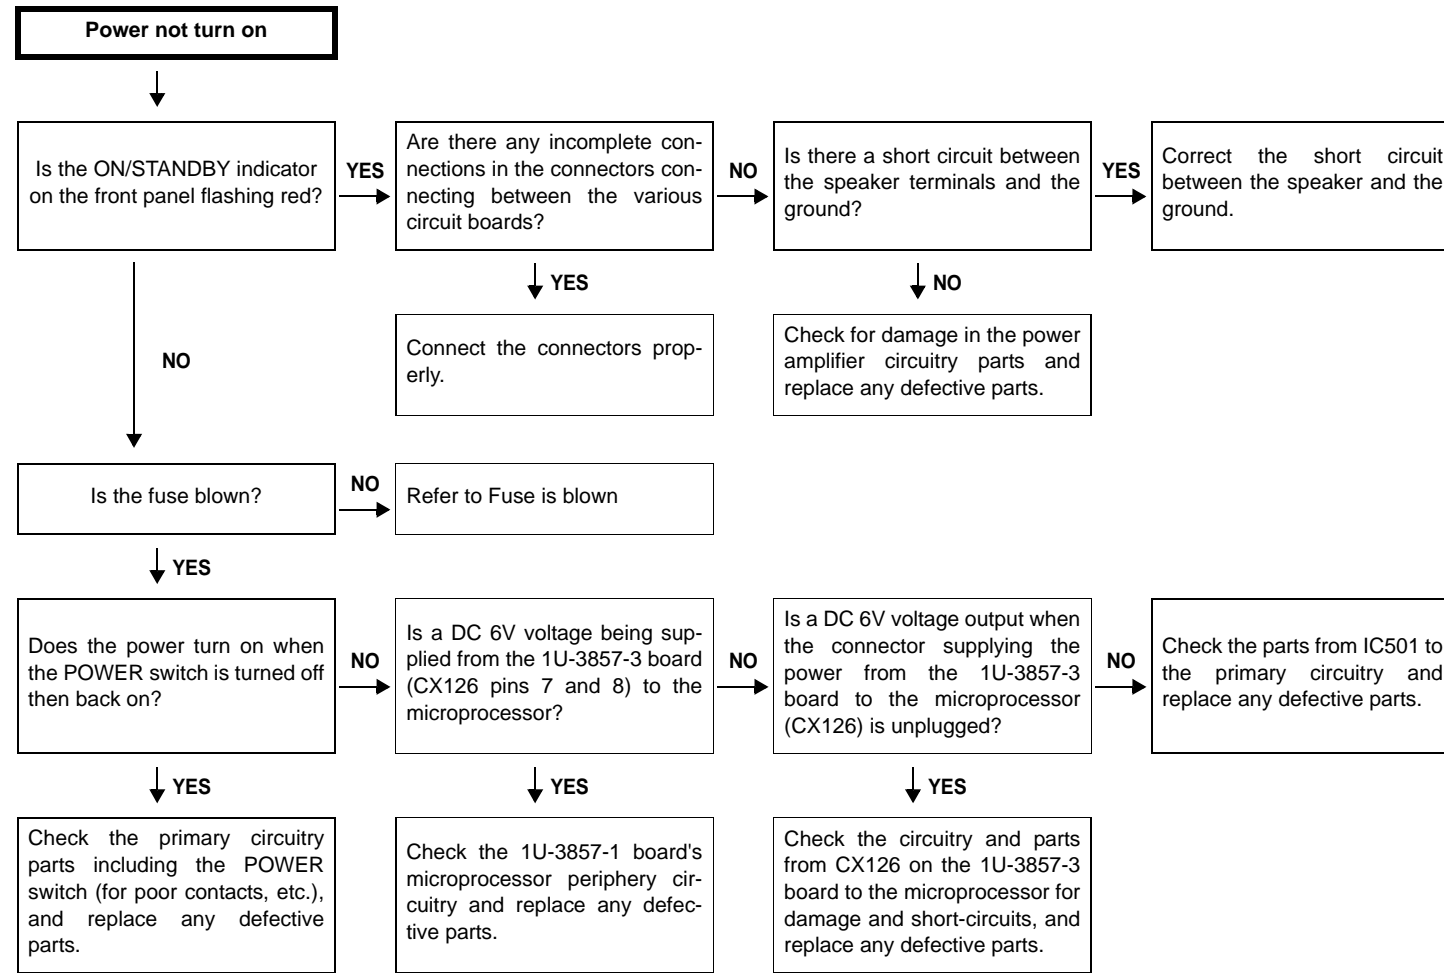 Power not turn on
Is the ON/STANDBY indicator
on the front panel flashing red?
YES
Are there any incomplete con-
nections in the connectors con-
necting between the various
circuit boards?
NO
Is there a short circuit between
the speaker terminals and the
ground?
YES
Correct the short circuit
between the speaker and the
ground.
YES
NO
NO
Connect the connectors prop-
erly.
Check for damage in the power
amplifier circuitry parts and
replace any defective parts.
Is the fuse blown?
NO
Refer to Fuse is blown
YES
Does the power turn on when
the POWER switch is turned off
then back on?
NO
Is a DC 6V voltage being sup-
plied from the 1U-3857-3 board
(CX126 pins 7 and 8) to the
microprocessor?
NO
Is a DC 6V voltage output when
the connector supplying the
power from the 1U-3857-3
board to the microprocessor
(CX126) is unplugged?
NO
Check the parts from IC501 to
the primary circuitry and
replace any defective parts.
YES
YES
YES
Check the primary circuitry
parts including the POWER
switch (for poor contacts, etc.),
and replace any defective
parts.
Check the 1U-3857-1 board's
microprocessor periphery cir-
cuitry and replace any defec-
tive parts.
Check the circuitry and parts
from CX126 on the 1U-3857-3
board to the microprocessor for
damage and short-circuits, and
replace any defective parts.